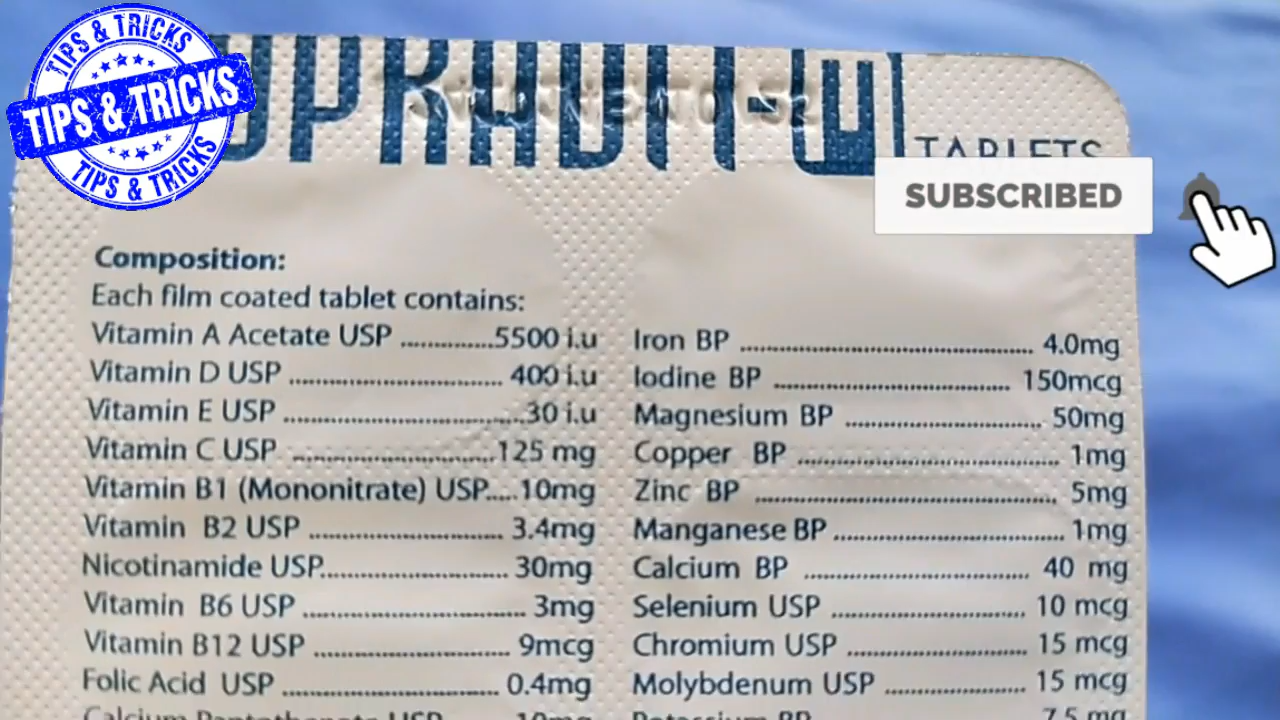 TIPS & TRICKS
TIPS & TRICKS
TIPS & TRICKS
TABLETS
SUBSCRIBED
Composition:
Each film coated tablet contains:
Vitamin A Acetate USP ..............5500 i.u
Vitamin D USP ................................ 400 i.u
Vitamin E USP ....................................30 i.u
Vitamin C USP ..................................125 mg
Vitamin B1 (Mononitrate) USP.....10mg
Vitamin B2 USP ............................. 3.4mg
Nicotinamide USP............................ 30mg
Vitamin B6 USP ................................. 3mg
Vitamin B12 USP ............................. 9mcg
Folic Acid USP ................................. 0.4mg
Calcium Pantothenate USP 10mg
Iron BP ............................................ 4.0mg
Iodine BP ................................... 150mcg
Magnesium BP ............................. 50mg
Copper BP ....................................... 1mg
Zinc BP ............................................. 5mg
Manganese BP .................................. 1mg
Calcium BP .................................. 40 mg
Selenium USP ............................. 10 mcg
Chromium USP ............................ 15 mcg
Molybdenum USP ..................... 15 mcg
Potassium BP 7.5 mg